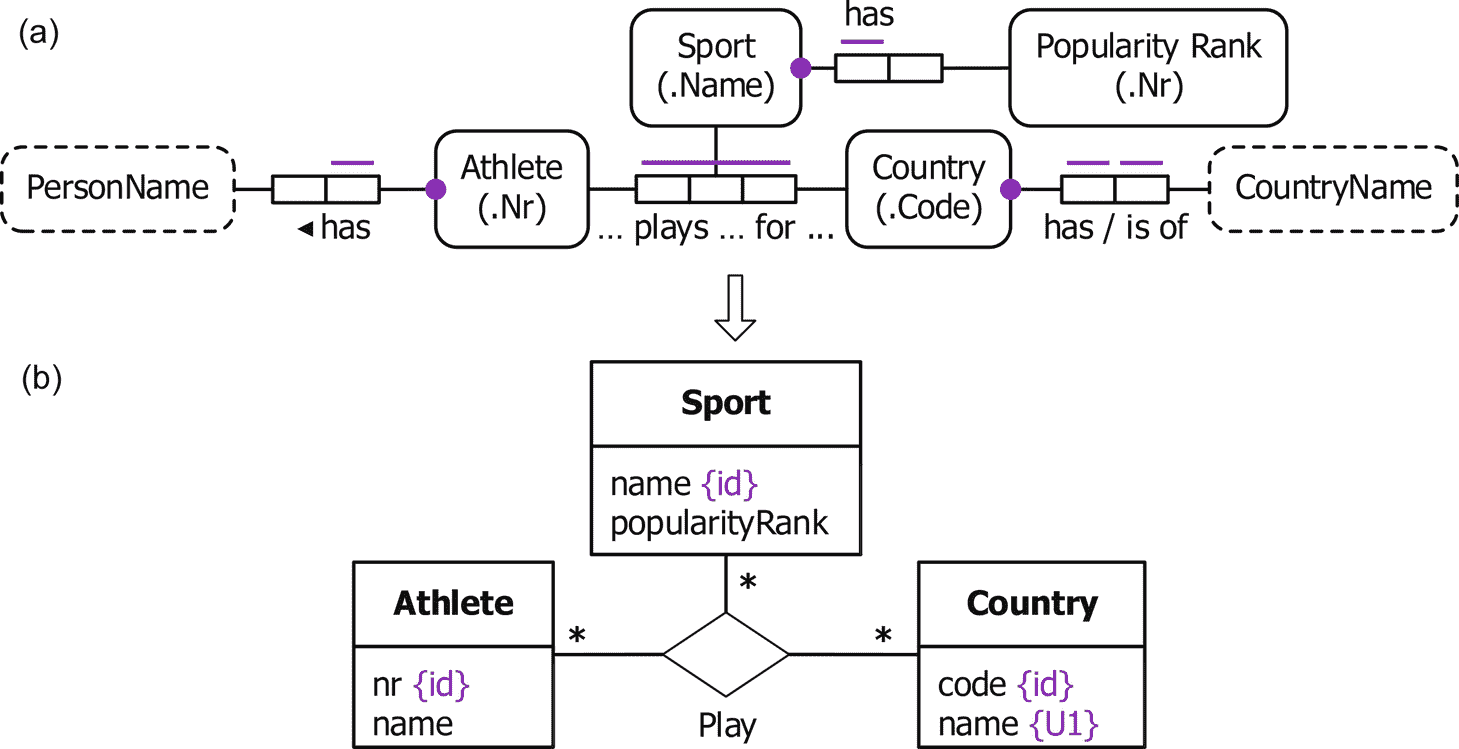 (a)
has
Sport
(.Name)
Popularity Rank
(.Nr)
PersonName
◄ has
Athlete
(.Nr)
... plays ... for ...
Country
(.Code)
has / is of
CountryName
(b)
Sport
name {id}
popularityRank
*
Athlete
nr {id}
name
*
Play
*
Country
code {id}
name {U1}